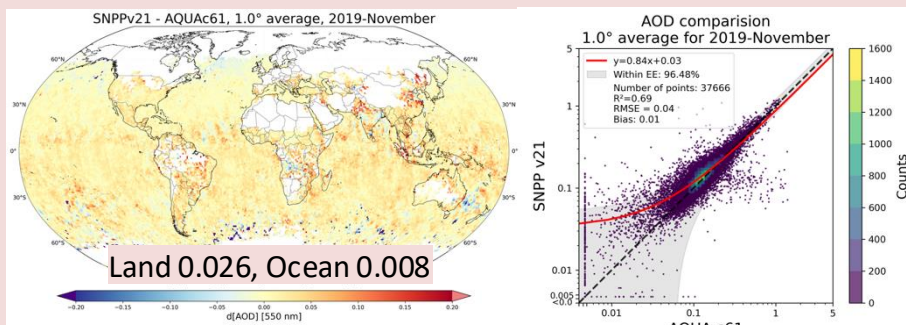 SNPPv21 - AQUAc61, 1.0° average, 2019-November
60°N
60°N
30°N
30°N
0°
0°
30°S
30°S
60°S
60°S
Land 0.026, Ocean 0.008
−0.20 −0.15 −0.10 −0.05 0.00 0.05 0.10 0.15 0.20
d[AOD] [550 nm]
AOD comparision
1.0° average for 2019-November
y=0.84x+0.03
Within EE: 96.48%
Number of points: 37666
R²=0.69
RMSE = 0.04
Bias: 0.01
SNPP v21
5
1
0.1
0.01
0.005
<0.0
0.01 0.1 1 5
1600
1400
1200
1000
800
600
400
200
0
Counts